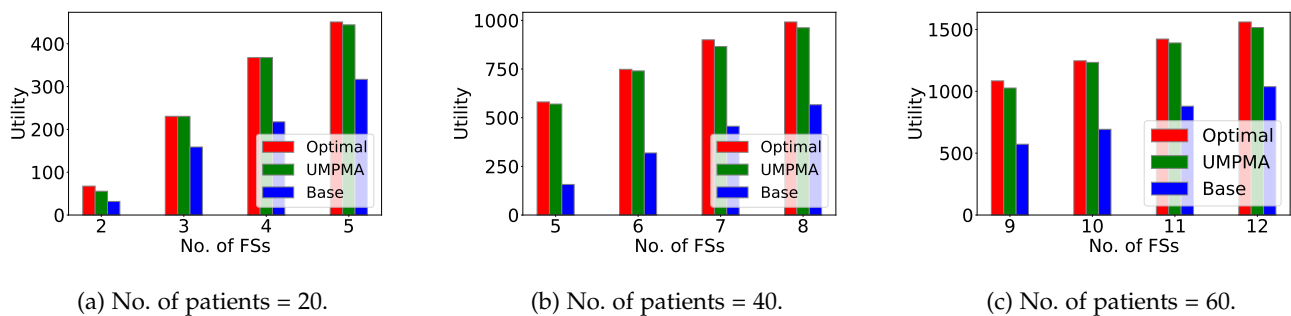 Utility
400
300
200
100
0
2 3 4 5
No. of FSs
Optimal
UMPMA
Base
(a) No. of patients = 20.
Utility
1000
750
500
250
0
5 6 7 8
No. of FSs
Optimal
UMPMA
Base
(b) No. of patients = 40.
Utility
1500
1000
500
0
9 10 11 12
No. of FSs
Optimal
UMPMA
Base
(c) No. of patients = 60.